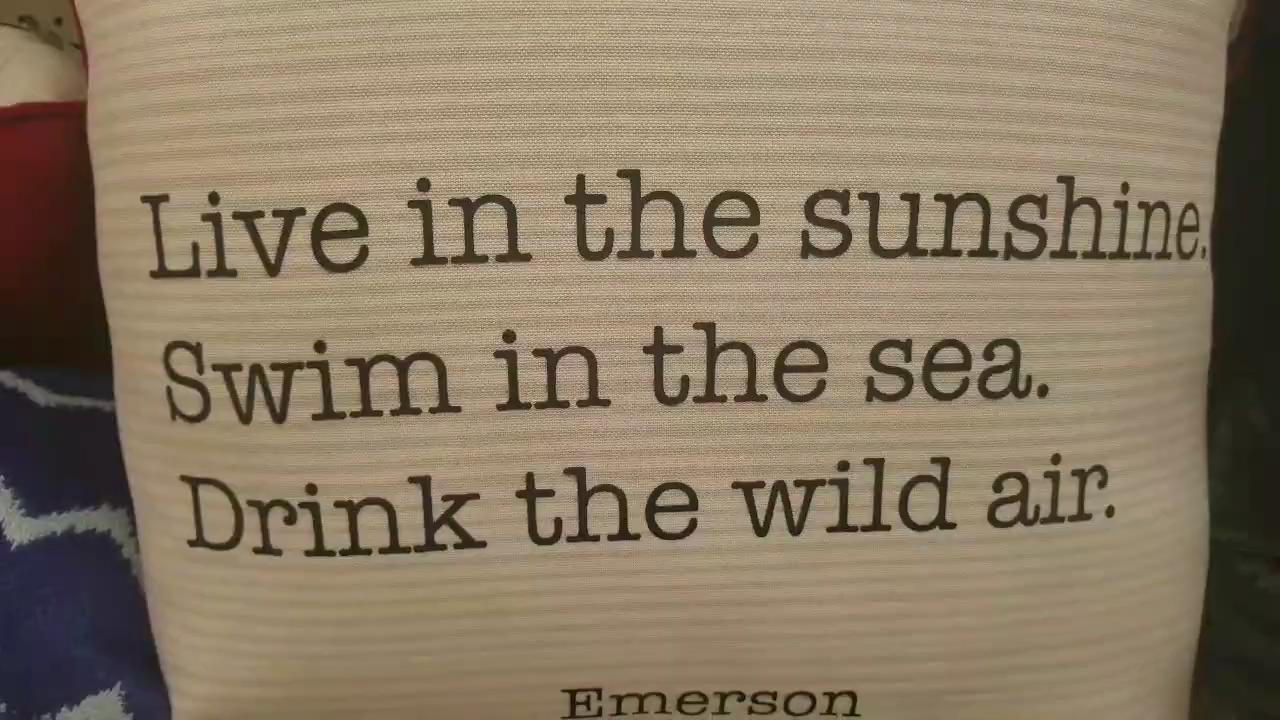 Live in the sunshine.
Swim in the sea.
Drink the wild air.
Emerson